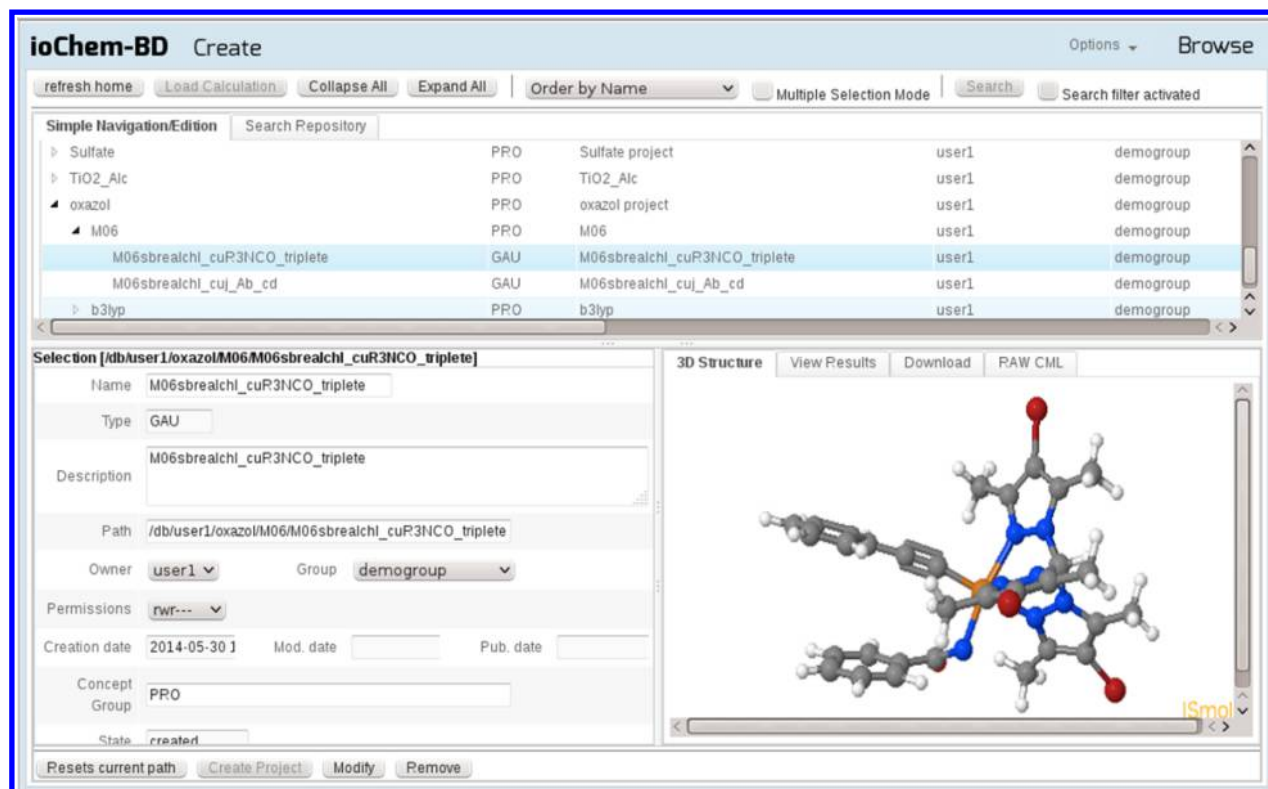 ioChem-BD Create Options Browse
refresh home Load Calculation Collapse All Expand All Order by Name Multiple Selection Mode Search Search filter activated
Simple Navigation/Edition Search Repository
Sulfate PRO Sulfate project user1 demogroup
TiO2_Alc PRO TiO2_Alc user1 demogroup
oxazol PRO oxazol project user1 demogroup
M06 PRO M06 user1 demogroup
M06sbrealchl_cuR3NCO_triplete GAU M06sbrealchl_cuR3NCO_triplete user1 demogroup
M06sbrealchl_cuj_Ab_cd GAU M06sbrealchl_cuj_Ab_cd user1 demogroup
b3lyp PRO b3lyp user1 demogroup
Selection [/db/user1/oxazol/M06/M06sbrealchl_cuR3NCO_triplete]
Name M06sbrealchl_cuR3NCO_triplete
Type GAU
Description M06sbrealchl_cuR3NCO_triplete
Path /db/user1/oxazol/M06/M06sbrealchl_cuR3NCO_triplete
Owner user1 Group demogroup
Permissions rwr---
Creation date 2014-05-30 1 Mod. date Pub. date
Concept
Group PRO
State created
3D Structure View Results Download RAW CML
JSmol
Resets current path Create Project Modify Remove